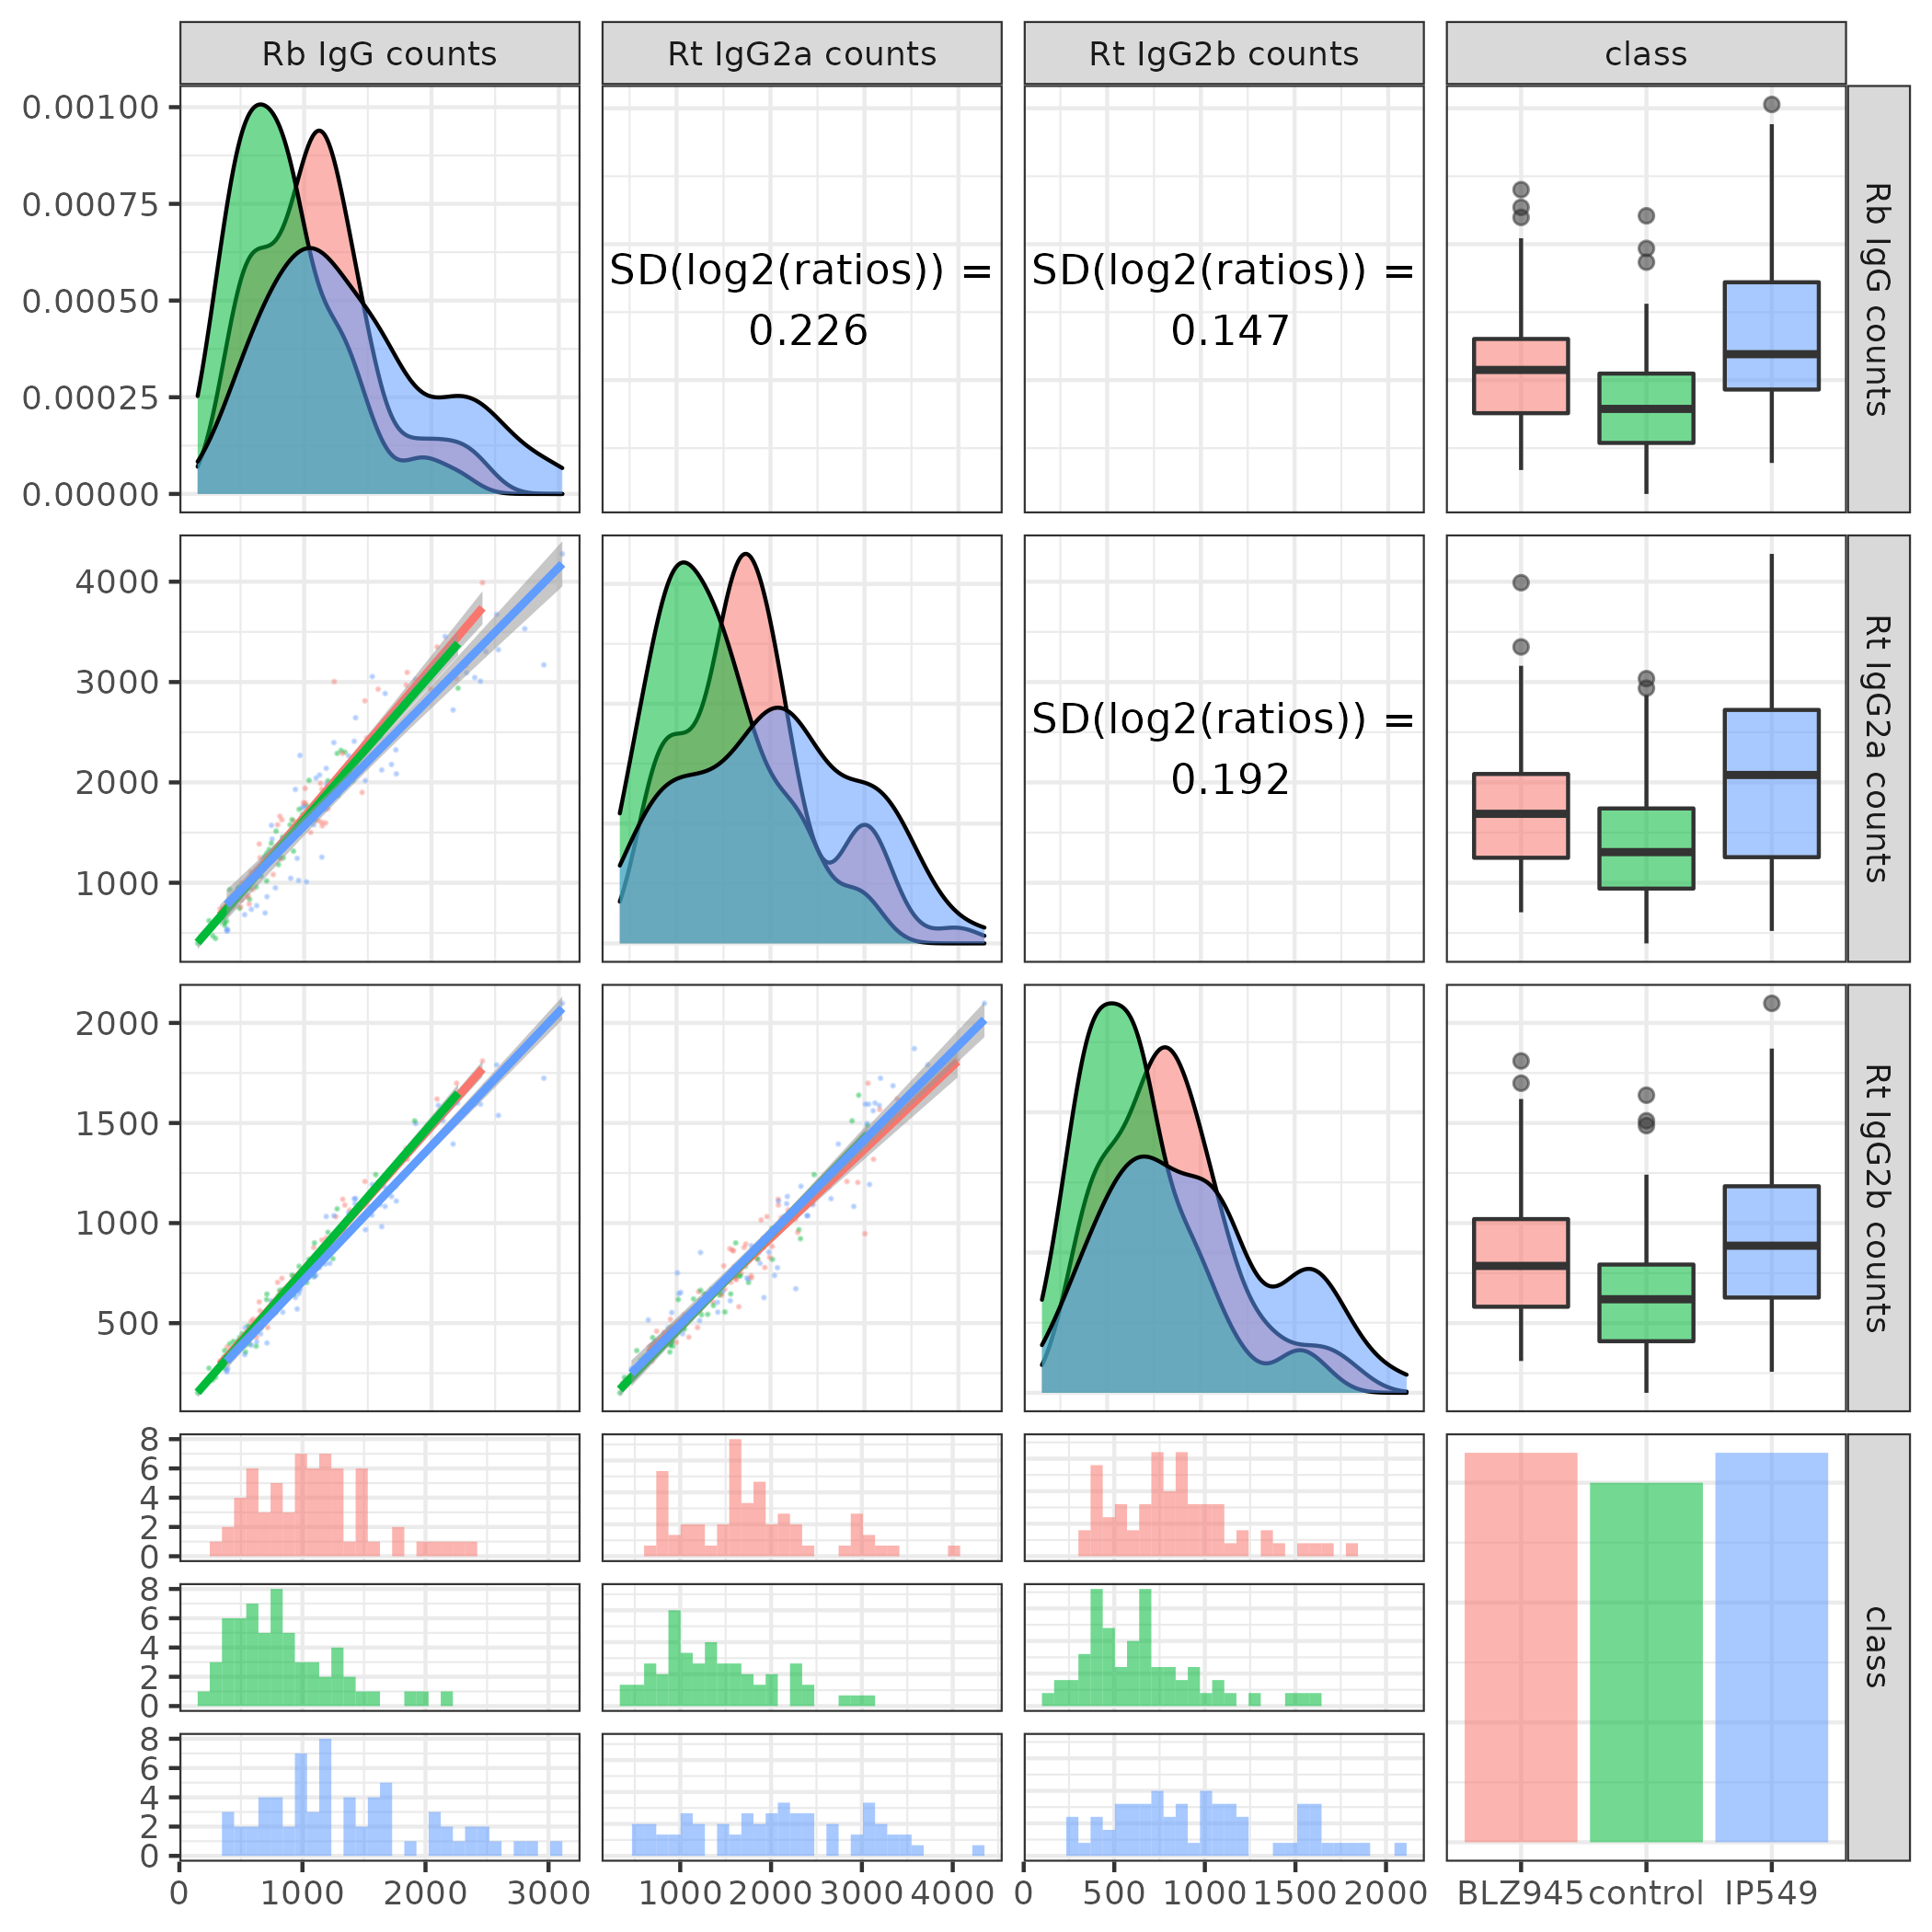 Rb IgG counts
Rt IgG2a counts
Rt IgG2b counts
class
0.00100
0.00075
0.00050
0.00025
0.00000
SD(log2(ratios)) =
0.226
SD(log2(ratios)) =
0.147
Rb IgG counts
4000
3000
2000
1000
SD(log2(ratios)) =
0.192
Rt IgG2a counts
2000
1500
1000
500
Rt IgG2b counts
8
6
4
2
0
8
6
4
2
0
8
6
4
2
0
class
0 1000 2000 3000
1000 2000 3000 4000
0 500 1000 1500 2000
BLZ945 control IP549